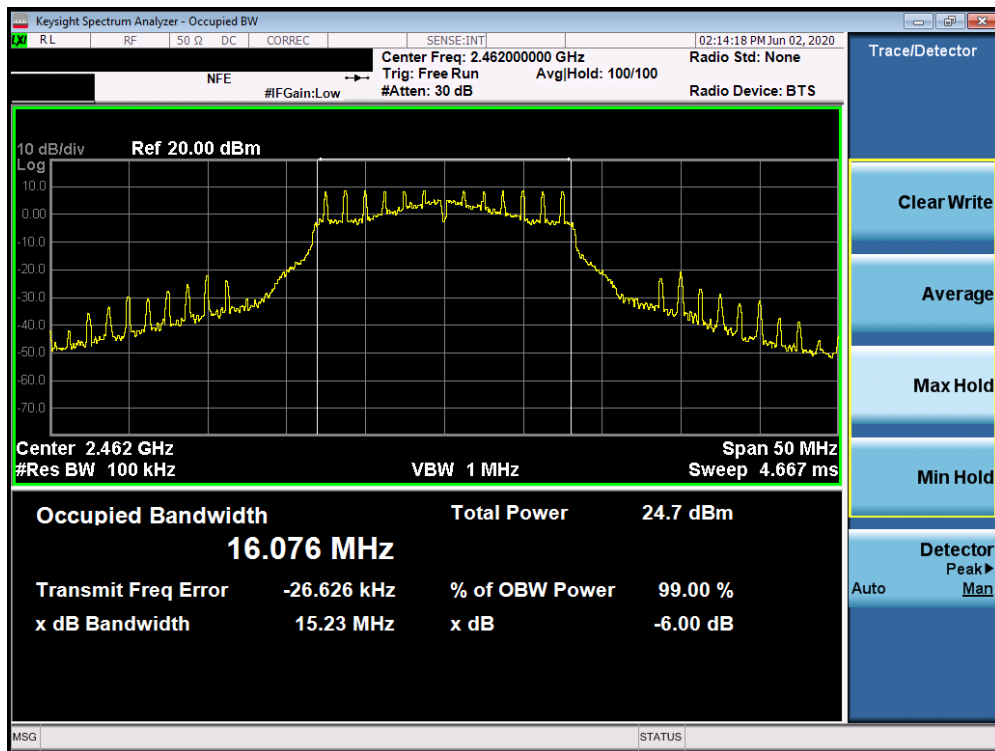 Keysight Spectrum Analyzer - Occupied BW
LXI RL RF 50 Ω DC CORREC SENSE:INT 02:14:18 PM Jun 02, 2020
Center Freq: 2.462000000 GHz Radio Std: None
NFE Trig: Free Run Avg|Hold: 100/100
#IFGain:Low #Atten: 30 dB Radio Device: BTS
10 dB/div Ref 20.00 dBm
Log
10.0
0.00
-10.0
-20.0
-30.0
-40.0
-50.0
-60.0
-70.0
Center 2.462 GHz Span 50 MHz
#Res BW 100 kHz VBW 1 MHz Sweep 4.667 ms
Occupied Bandwidth Total Power 24.7 dBm
16.076 MHz
Transmit Freq Error -26.626 kHz % of OBW Power 99.00 %
x dB Bandwidth 15.23 MHz x dB -6.00 dB
MSG STATUS
Trace/Detector
Clear Write
Average
Max Hold
Min Hold
Detector
Peak▶
Auto Man